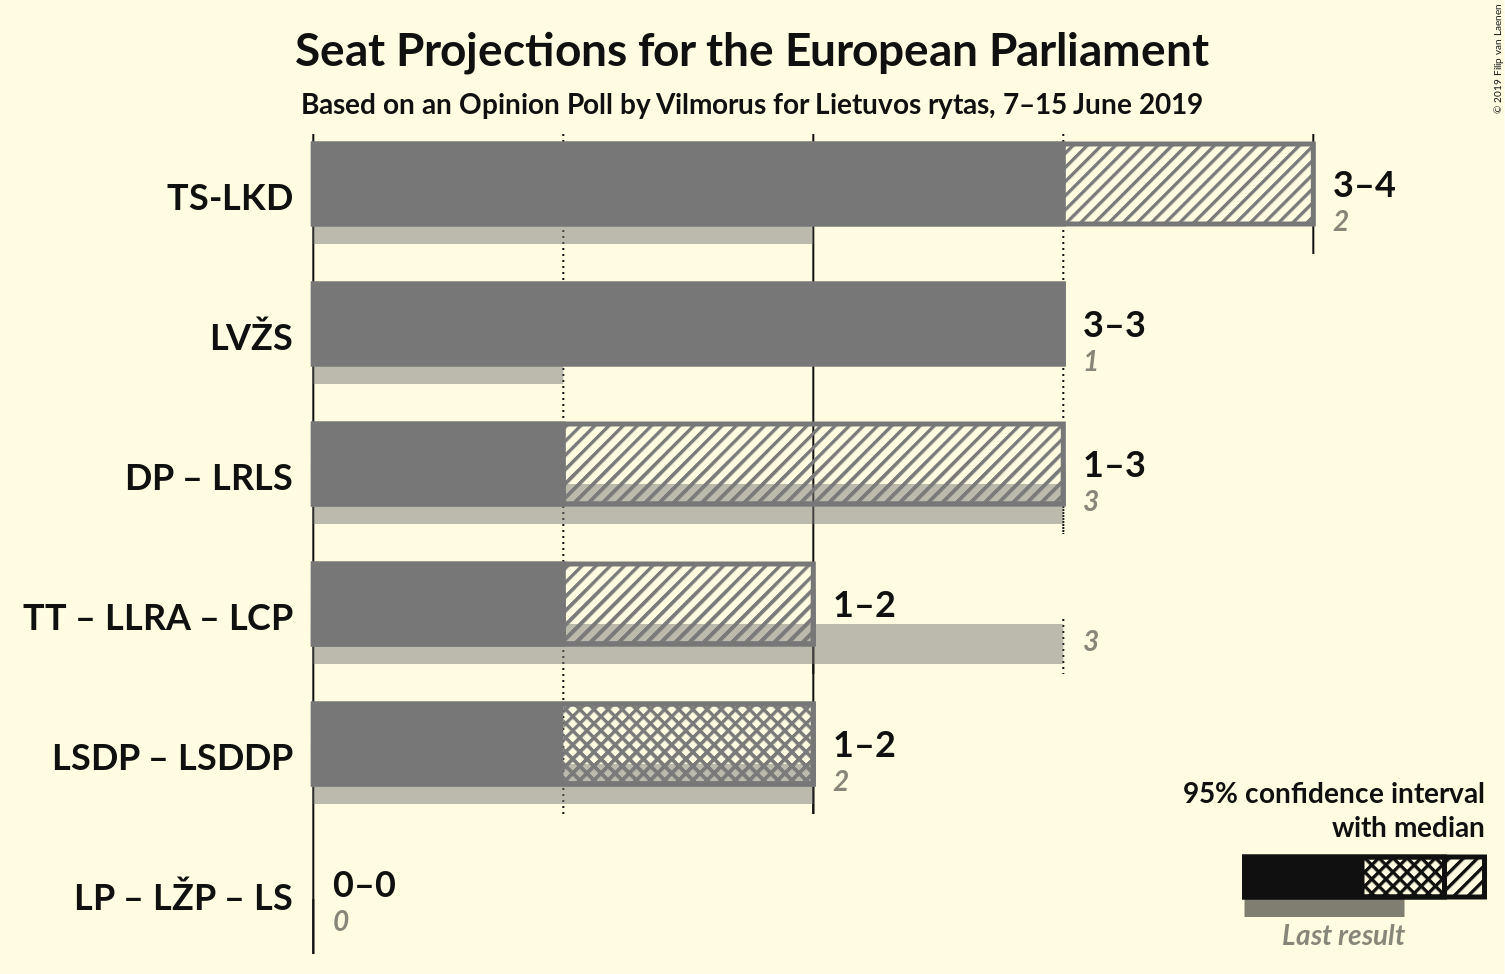 Seat Projections for the European Parliament
Based on an Opinion Poll by Vilmorus for Lietuvos rytas, 7–15 June 2019
© 2019 Filip van Laenen
TS-LKD
3–4
2
LVŽS
3–3
1
DP – LRLS
1–3
3
TT – LLRA – LCP
1–2
3
LSDP – LSDDP
1–2
2
LP – LŽP – LS
0–0
0
95% confidence interval
with median
Last result